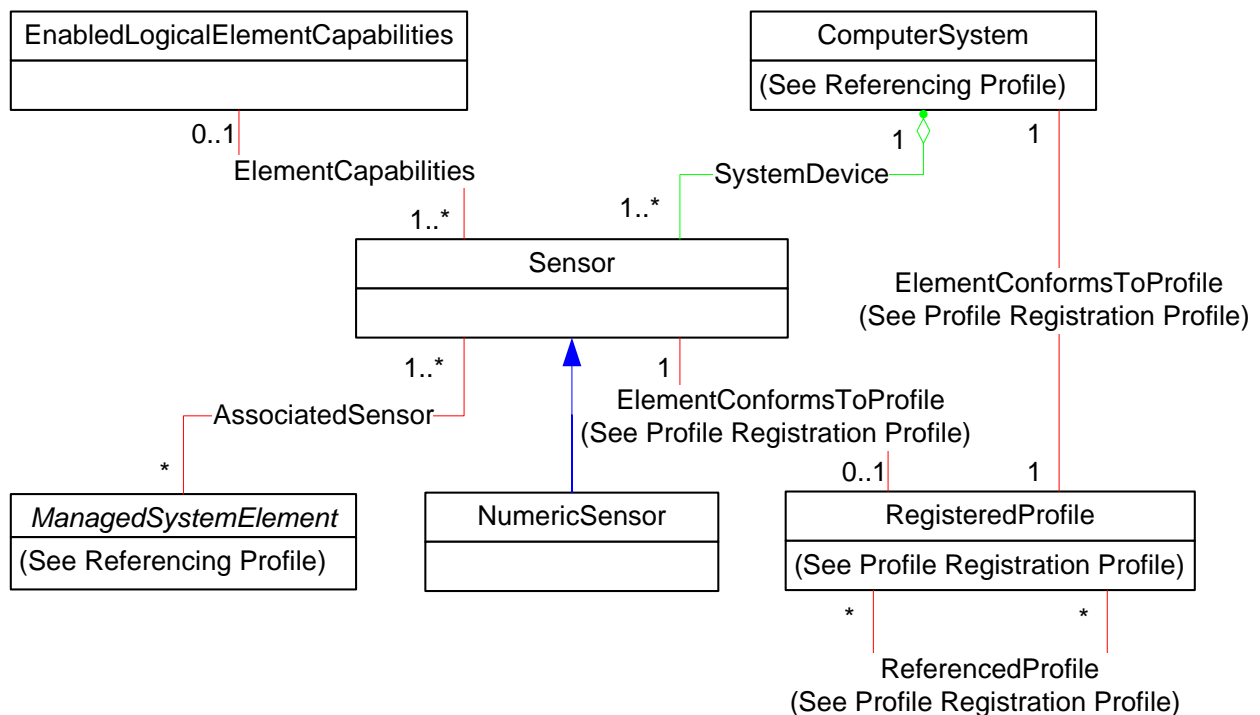 EnabledLogicalElementCapabilities
ComputerSystem
(See Referencing Profile)
0..1
1
1
ElementCapabilities
SystemDevice
1..*
1..*
Sensor
ElementConformsToProfile
(See Profile Registration Profile)
1..*
1
ElementConformsToProfile
(See Profile Registration Profile)
AssociatedSensor
*
0..1
1
ManagedSystemElement
(See Referencing Profile)
NumericSensor
RegisteredProfile
(See Profile Registration Profile)
*
*
ReferencedProfile
(See Profile Registration Profile)